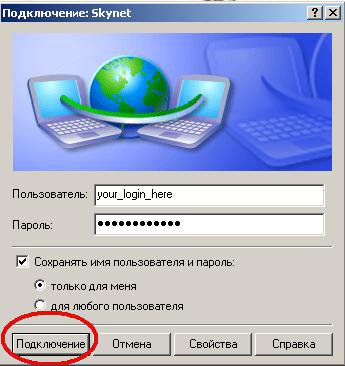 Подключение: Skynet
Пользователь: your_login_here
Пароль: ●●●●●●●●●●●●
Сохранять имя пользователя и пароль:
только для меня
для любого пользователя
Подключение Отмена Свойства Справка